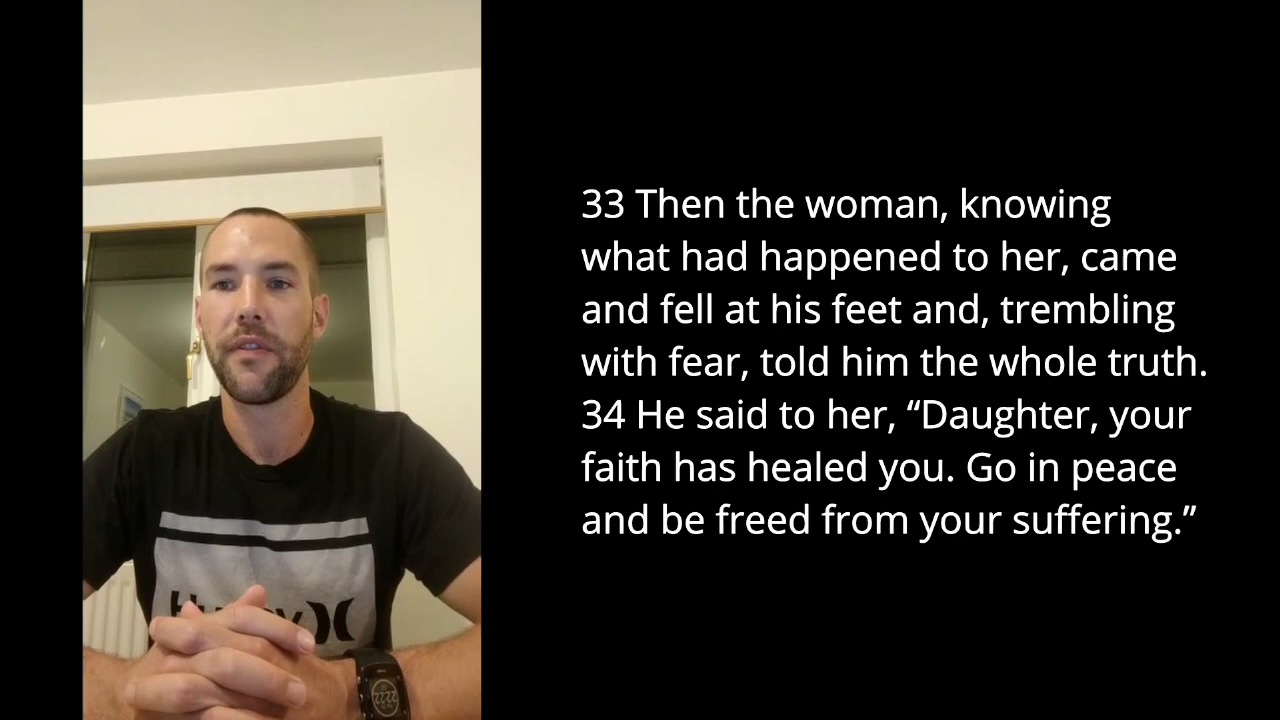 33 Then the woman, knowing
what had happened to her, came
and fell at his feet and, trembling
with fear, told him the whole truth.
34 He said to her, “Daughter, your
faith has healed you. Go in peace
and be freed from your suffering.”